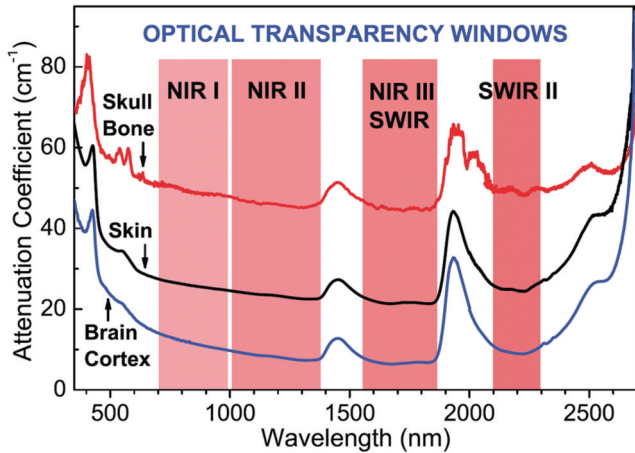 OPTICAL TRANSPARENCY WINDOWS
NIR I
NIR II
NIR III
SWIR
SWIR II
Skull
Bone
Skin
Brain
Cortex
Attenuation Coefficient (cm⁻¹)
80
60
40
20
0
500
1000
1500
2000
2500
Wavelength (nm)